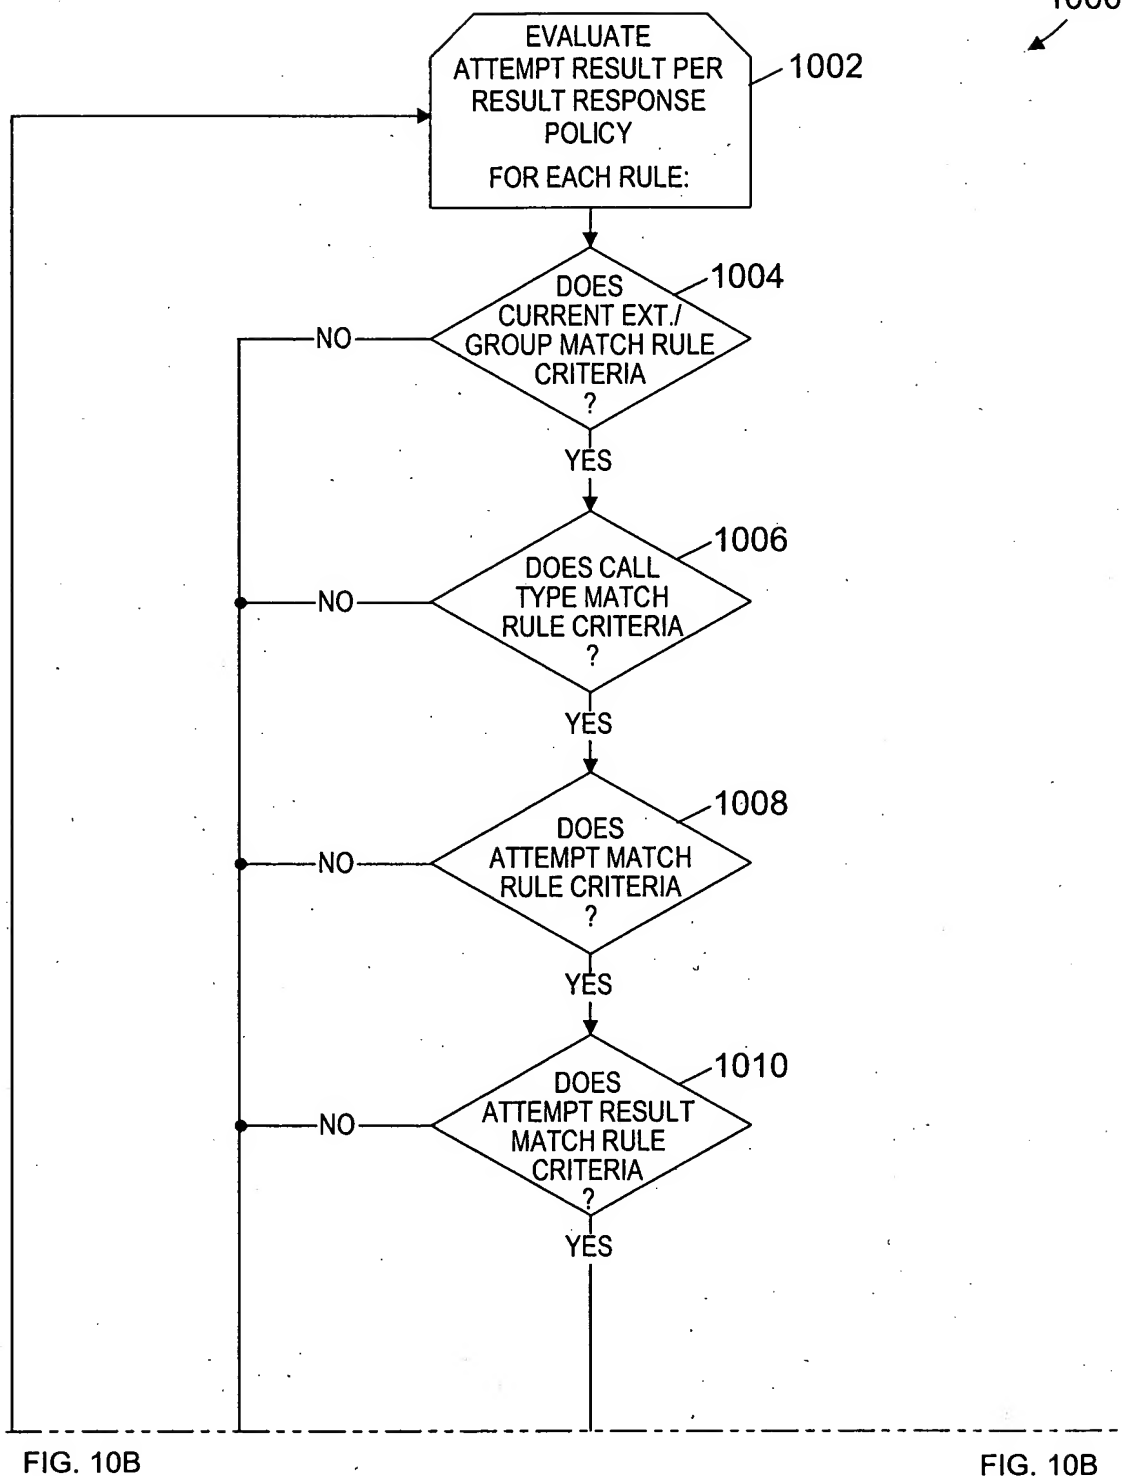 1000
EVALUATE
ATTEMPT RESULT PER
RESULT RESPONSE
POLICY
FOR EACH RULE:
1002
DOES
CURRENT EXT./
GROUP MATCH RULE
CRITERIA
?
1004
NO
YES
DOES CALL
TYPE MATCH
RULE CRITERIA
?
1006
NO
YES
DOES
ATTEMPT MATCH
RULE CRITERIA
?
1008
NO
YES
DOES
ATTEMPT RESULT
MATCH RULE
CRITERIA
?
1010
NO
YES
FIG. 10B
FIG. 10B